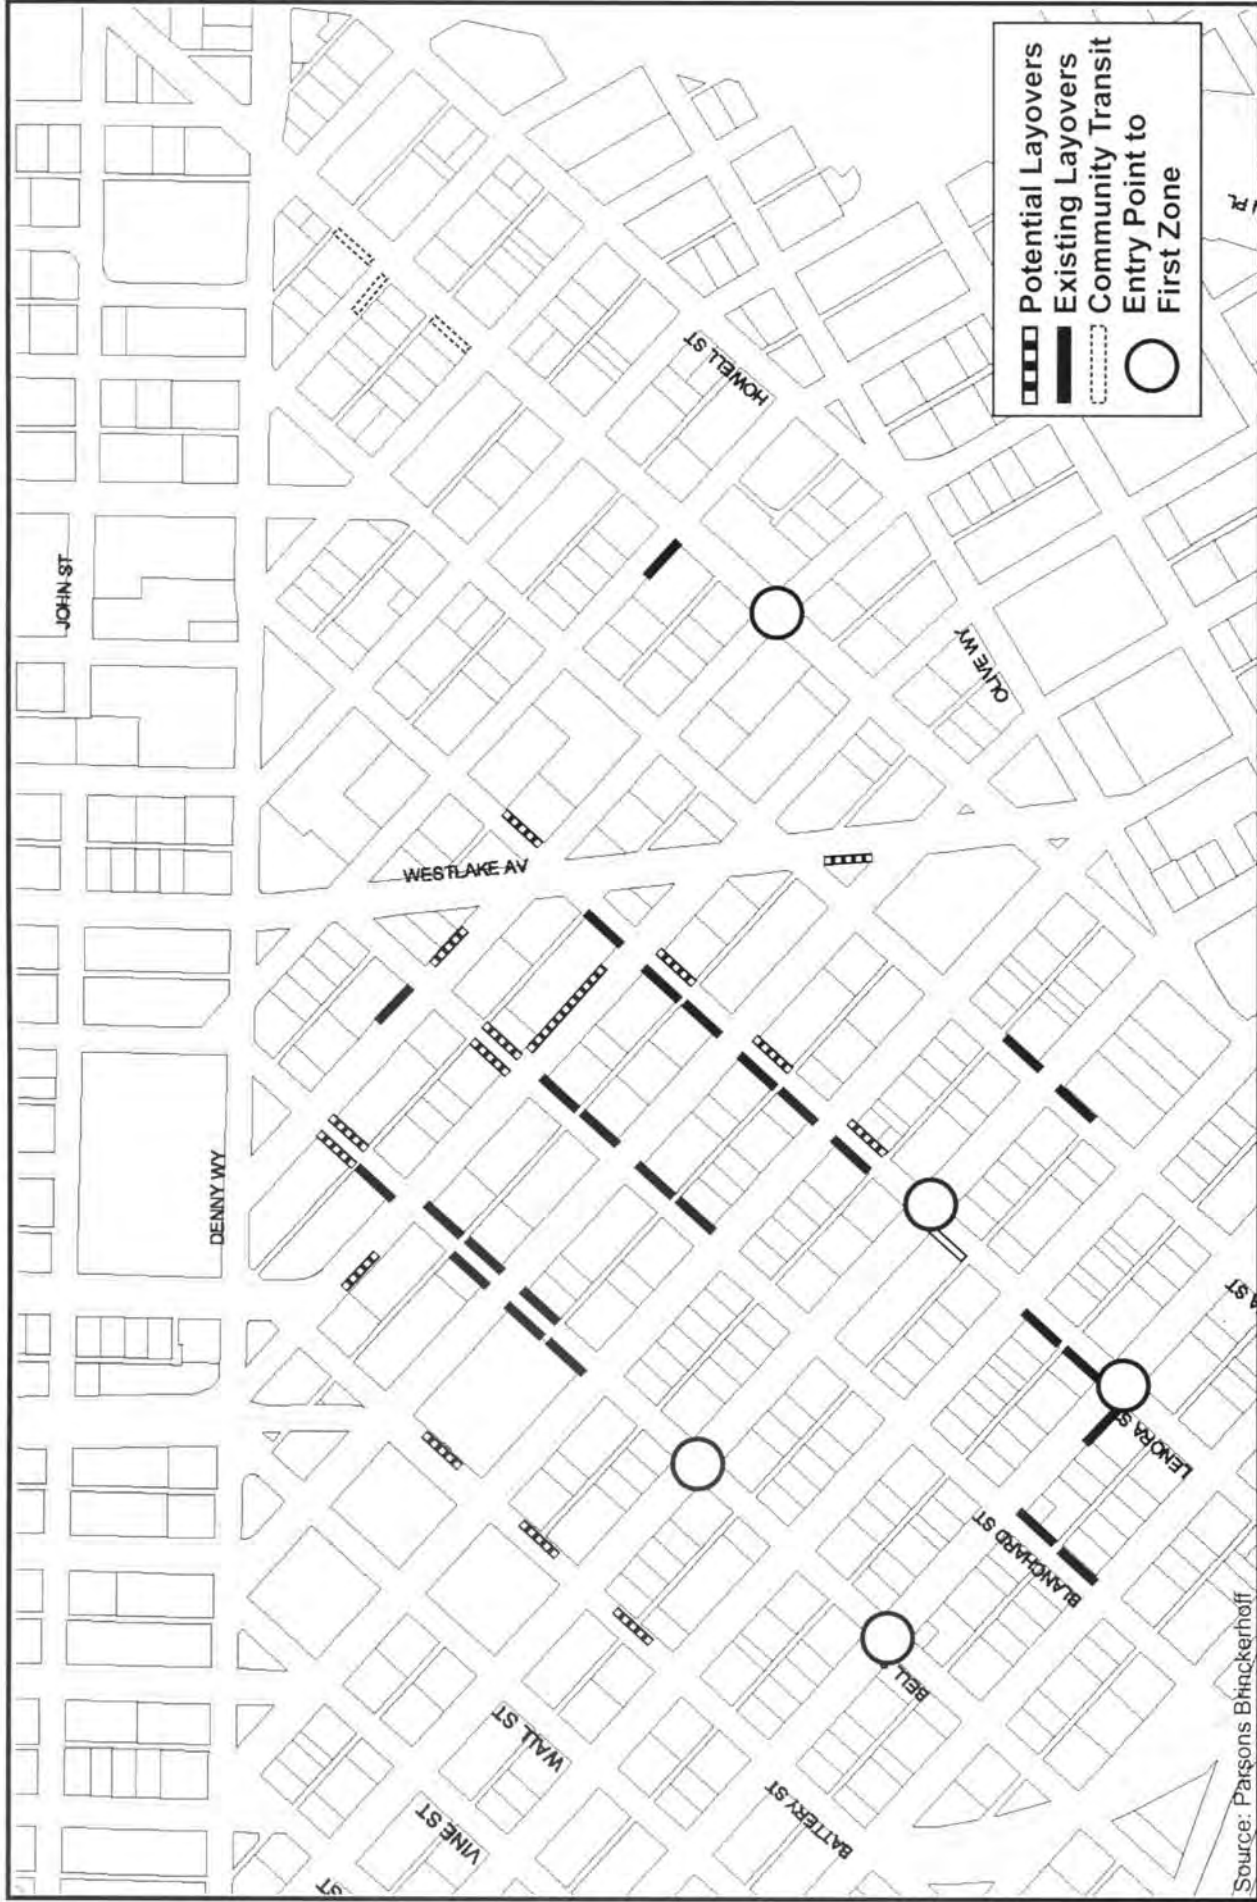 JOHN ST
DENNY WY
WESTLAKE AV
HOWELL ST
OLIVE WY
VINE ST
WALL ST
BATTERY ST
BELL
BLANCHARD ST
LENORA S
ST
ST
Potential Layovers
Existing Layovers
Community Transit
Entry Point to
First Zone
Source: Parsons Brinckerhoff